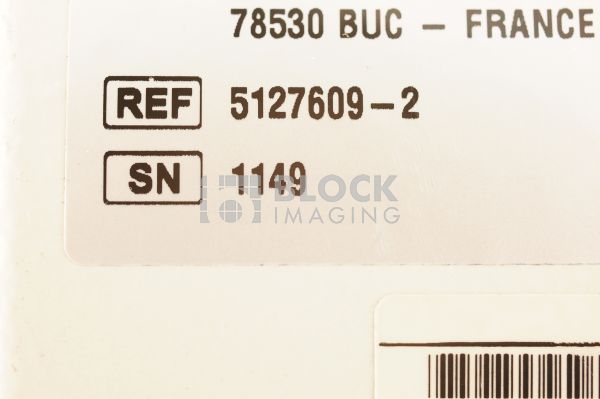 78530 BUC – FRANCE
REF 5127609-2
SN 1149
BLOCK
IMAGING